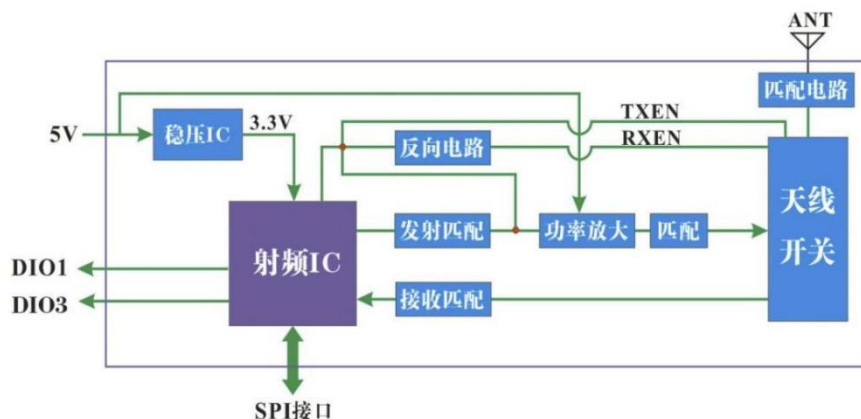 ANT
匹配电路
TXEN
5V
稳压IC
3.3V
反向电路
RXEN
天线
开关
射频IC
发射匹配
功率放大
匹配
DIO1
DIO3
接收匹配
SPI接口